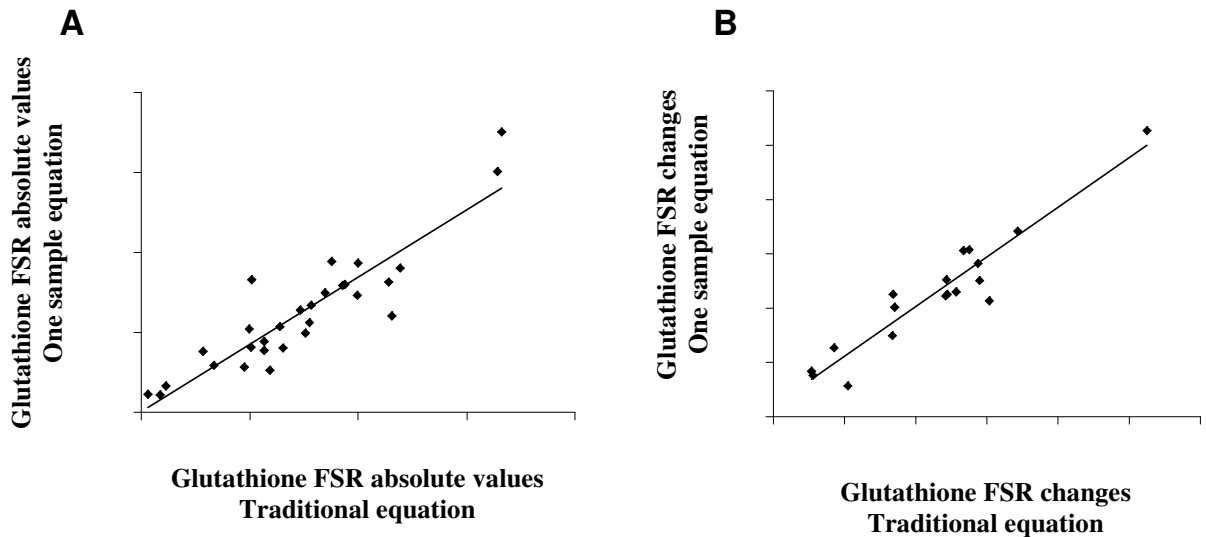 A
Glutathione FSR absolute values
One sample equation
Glutathione FSR absolute values
Traditional equation
B
Glutathione FSR changes
One sample equation
Glutathione FSR changes
Traditional equation